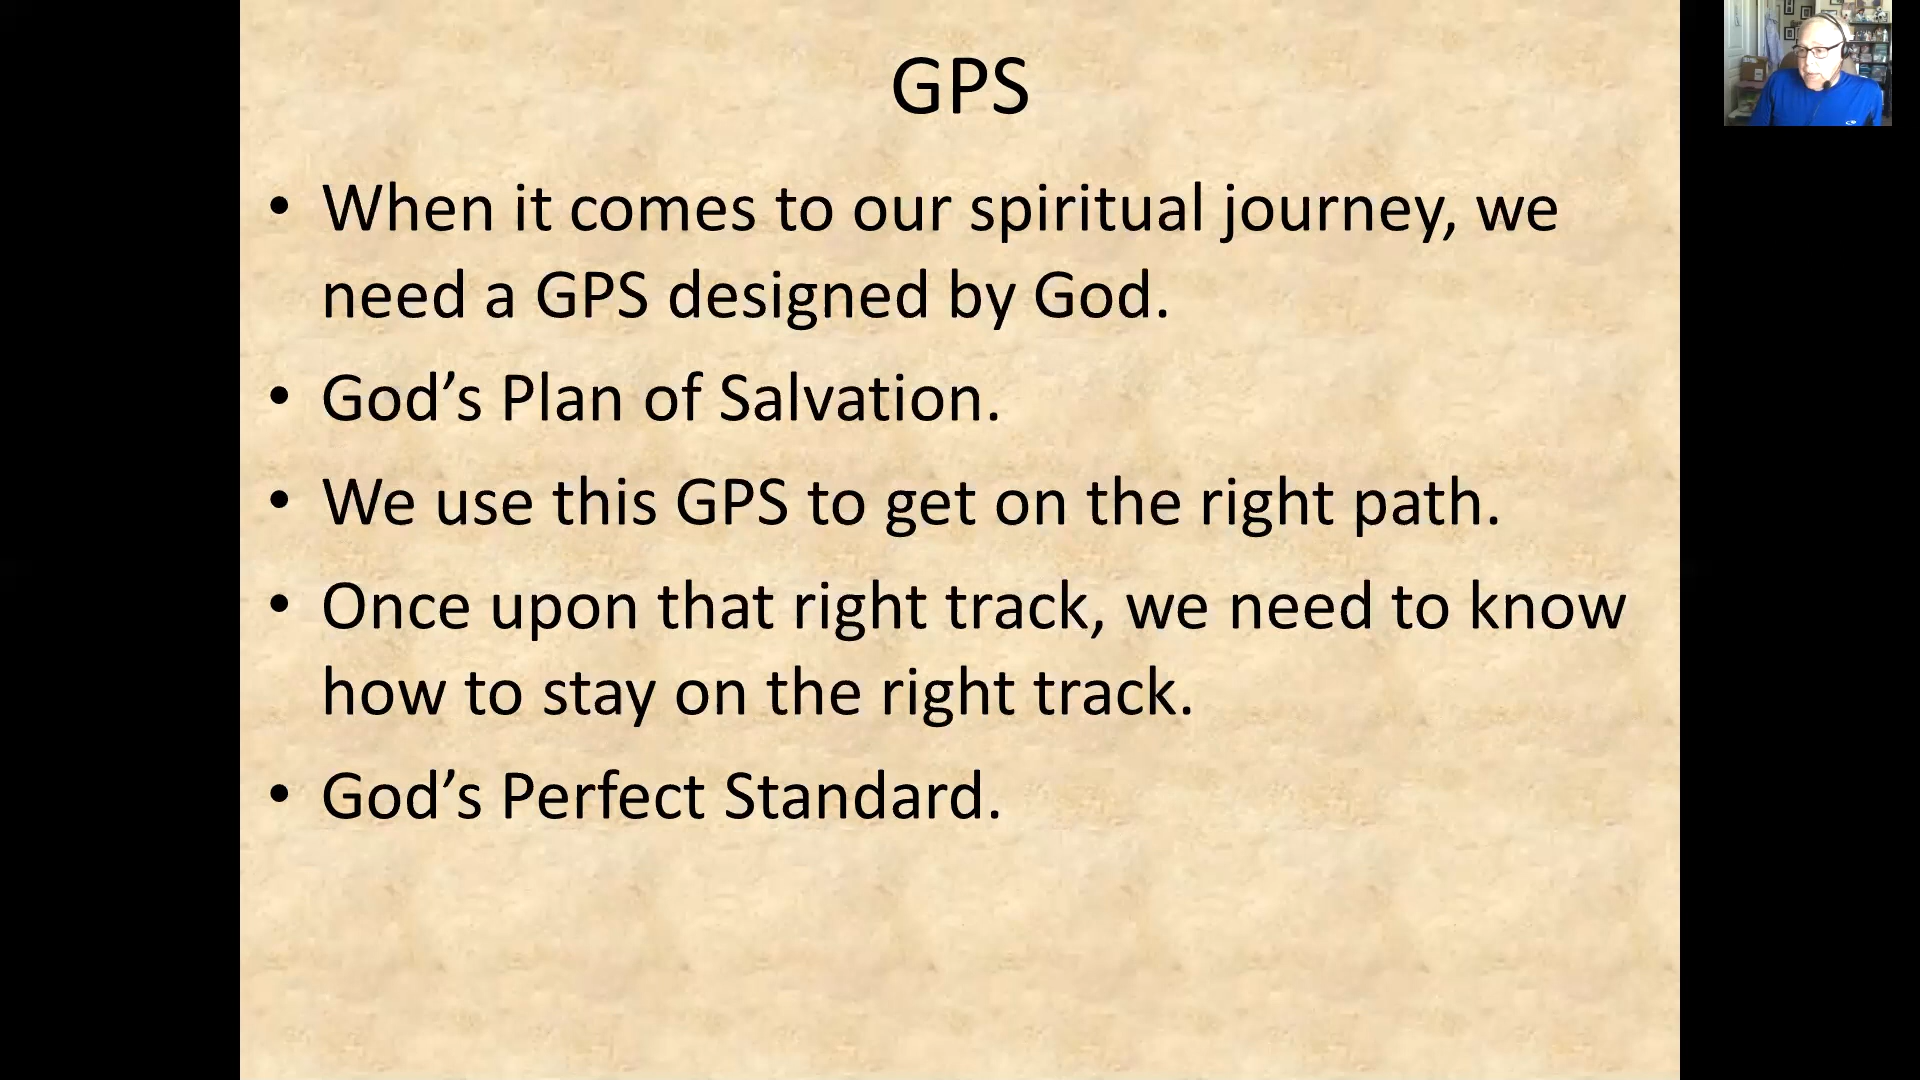 GPS
• When it comes to our spiritual journey, we
need a GPS designed by God.
• God’s Plan of Salvation.
• We use this GPS to get on the right path.
• Once upon that right track, we need to know
how to stay on the right track.
• God’s Perfect Standard.